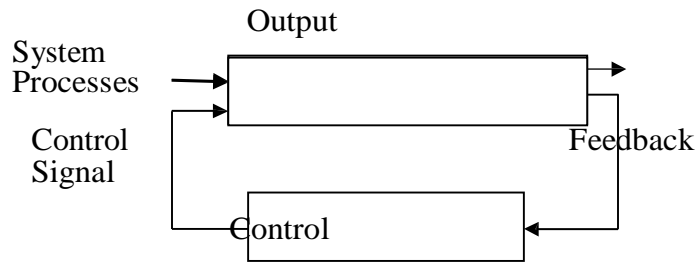 Output
System
Processes
Control
Signal
Feedback
Control